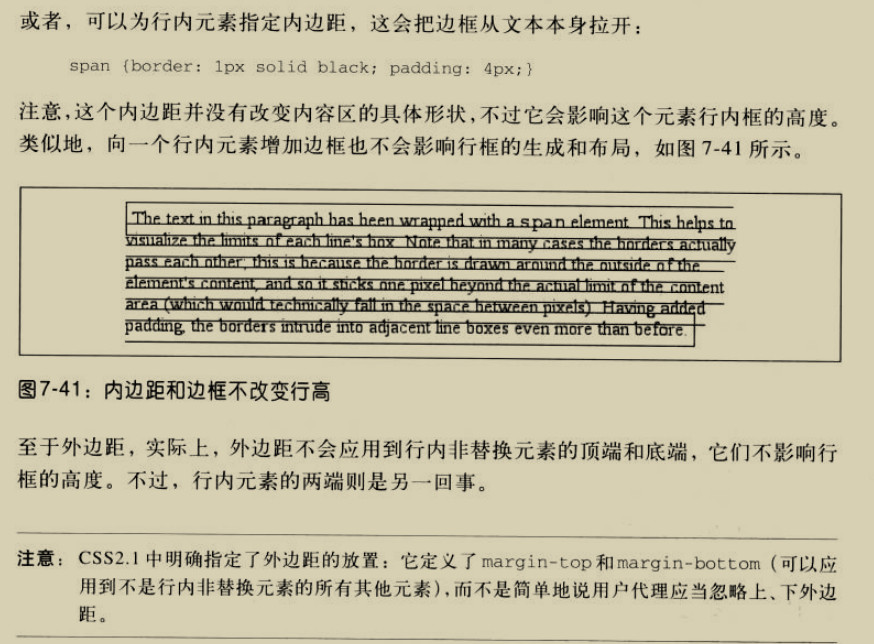 或者，可以为行内元素指定内边距，这会把边框从文本本身拉开：
span {border: 1px solid black; padding: 4px;}
注意，这个内边距并没有改变内容区的具体形状，不过它会影响这个元素行内框的高度。
类似地，向一个行内元素增加边框也不会影响行框的生成和布局，如图 7-41 所示。
The text in this paragraph has been wrapped with a span element. This helps to
visualize the limits of each line's box. Note that in many cases the borders actually
pass each other; this is because the border is drawn around the outside of the
element's content, and so it sticks one pixel beyond the actual limit of the content
area (which would technically fall in the space between pixels). Having added
padding, the borders intrude into adjacent line boxes even more than before.
图7-41：内边距和边框不改变行高
至于外边距，实际上，外边距不会应用到行内非替换元素的顶端和底端，它们不影响行
框的高度。不过，行内元素的两端则是另一回事。
注意： CSS2.1 中明确指定了外边距的放置：它定义了 margin-top 和 margin-bottom（可以应
用到不是行内非替换元素的所有其他元素），而不是简单地说用户代理应当忽略上、下外边
距。